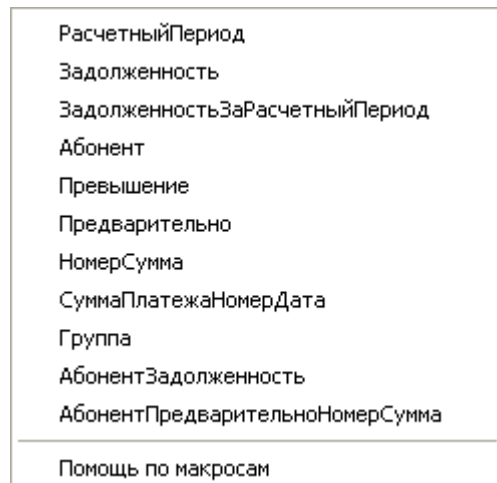 РасчетныйПериод
Задолженность
ЗадолженностьЗаРасчетныйПериод
Абонент
Превышение
Предварительно
НомерСумма
СуммаПлатежаНомерДата
Группа
АбонентЗадолженность
АбонентПредварительноНомерСумма
Помощь по макросам